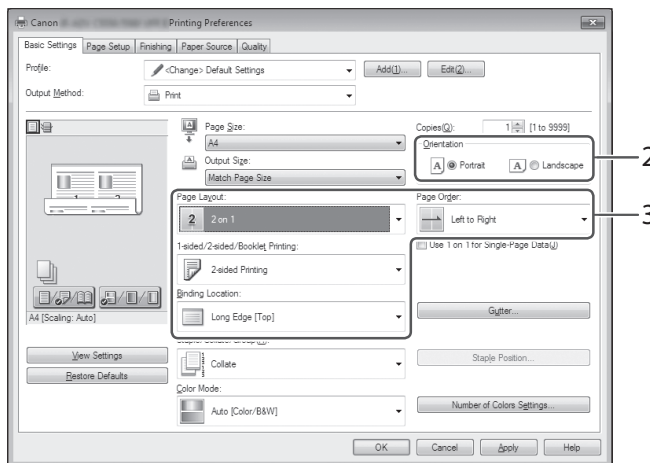 Canon Printing Preferences
Basic Settings Page Setup Finishing Paper Source Quality
Profile: <Change> Default Settings Add(1)... Edit(2)...
Output Method: Print
Page Size:
A4
Output Size:
Match Page Size
Copies(Q): 1 [1 to 9999]
Orientation
A Portrait A Landscape
2
Page Layout:
2 2 on 1
Page Order:
Left to Right
3
1-sided/2-sided/Booklet Printing:
2-sided Printing
Use 1 on 1 for Single-Page Data(J)
Binding Location:
Long Edge [Top]
Gutter...
A4 [Scaling: Auto]
Collate
Staple Position...
View Settings
Restore Defaults
Color Mode:
Auto [Color/B&W]
Number of Colors Settings...
OK Cancel Apply Help